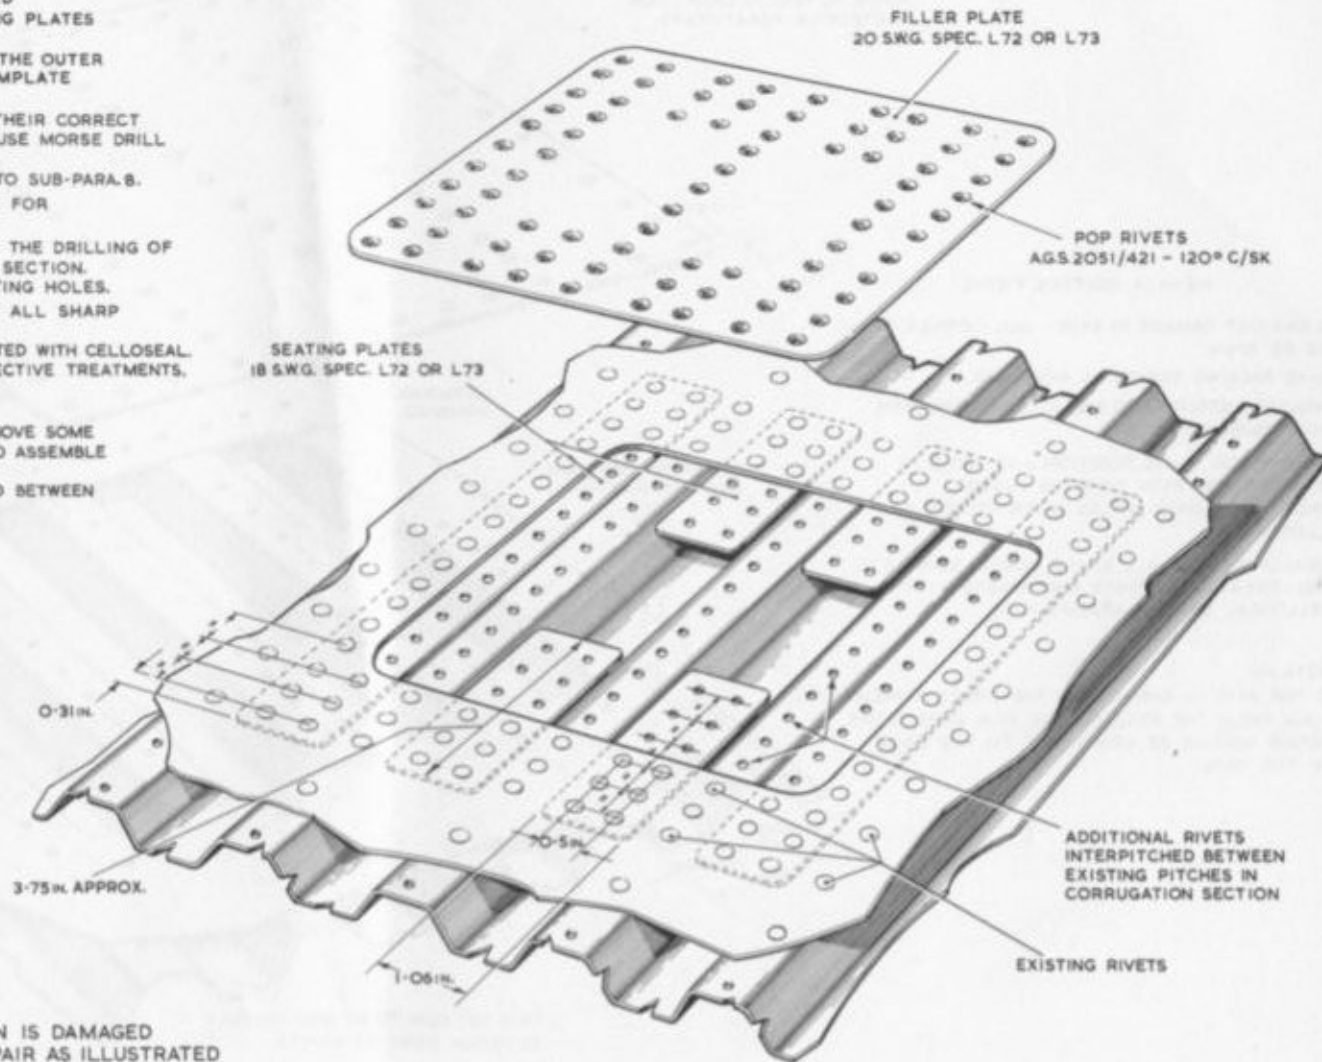 NG PLATES
THE OUTER
MPLATE
THEIR CORRECT
USE MORSE DRILL
TO SUB-PARA. 8.
FOR
THE DRILLING OF
SECTION.
TING HOLES.
ALL SHARP
TED WITH CELLOSEAL.
ECTIVE TREATMENTS.
OVE SOME
D ASSEMBLE
D BETWEEN
FILLER PLATE
20 S.W.G. SPEC. L72 OR L73
POP RIVETS
A.G.S. 2051/421 - 120° C/SK
SEATING PLATES
18 S.W.G. SPEC. L72 OR L73
0·31 IN.
3·75 IN. APPROX.
0·5 IN.
1·06 IN.
ADDITIONAL RIVETS
INTERPITCHED BETWEEN
EXISTING PITCHES IN
CORRUGATION SECTION
EXISTING RIVETS
N IS DAMAGED
PAIR AS ILLUSTRATED